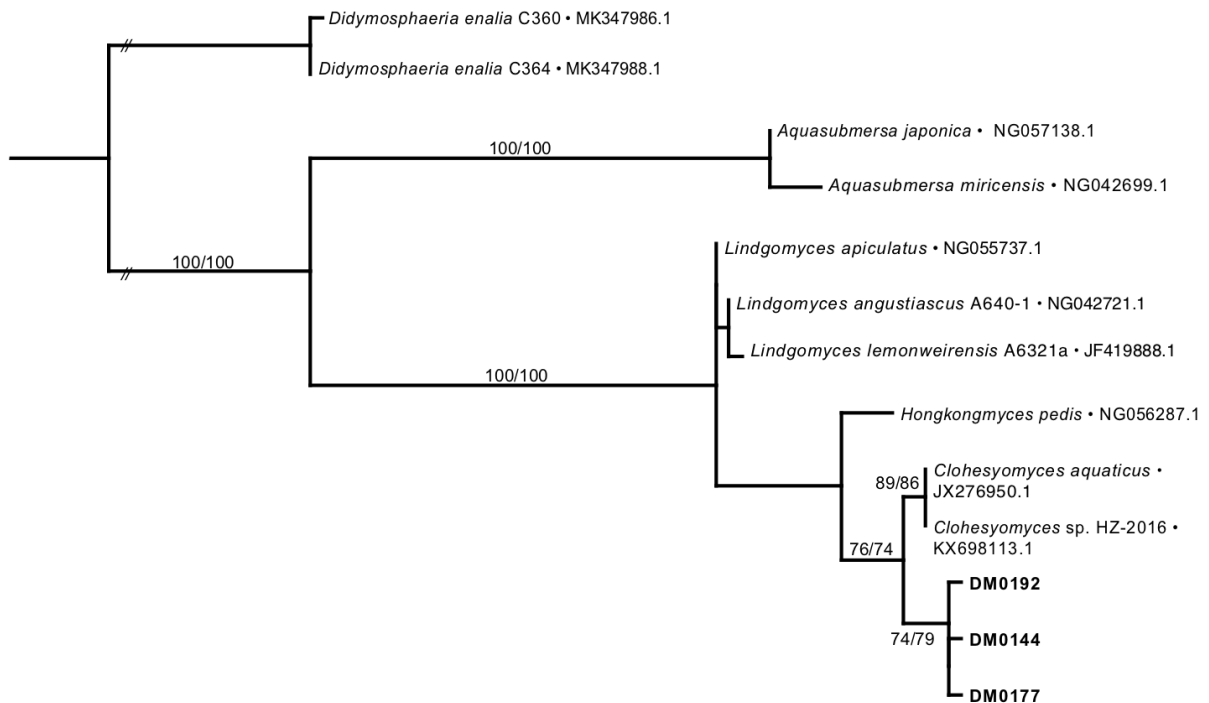 Didymosphaeria enalia C360 • MK347986.1
Didymosphaeria enalia C364 • MK347988.1
Aquasubmersa japonica • NG057138.1
100/100
Aquasubmersa miricensis • NG042699.1
Lindgomyces apiculatus • NG055737.1
100/100
Lindgomyces angustiascus A640-1 • NG042721.1
Lindgomyces lemonweirensis A6321a • JF419888.1
100/100
Hongkongmyces pedis • NG056287.1
Clohesyomyces aquaticus •
89/86
JX276950.1
Clohesyomyces sp. HZ-2016 •
KX698113.1
76/74
DM0192
74/79
DM0144
DM0177